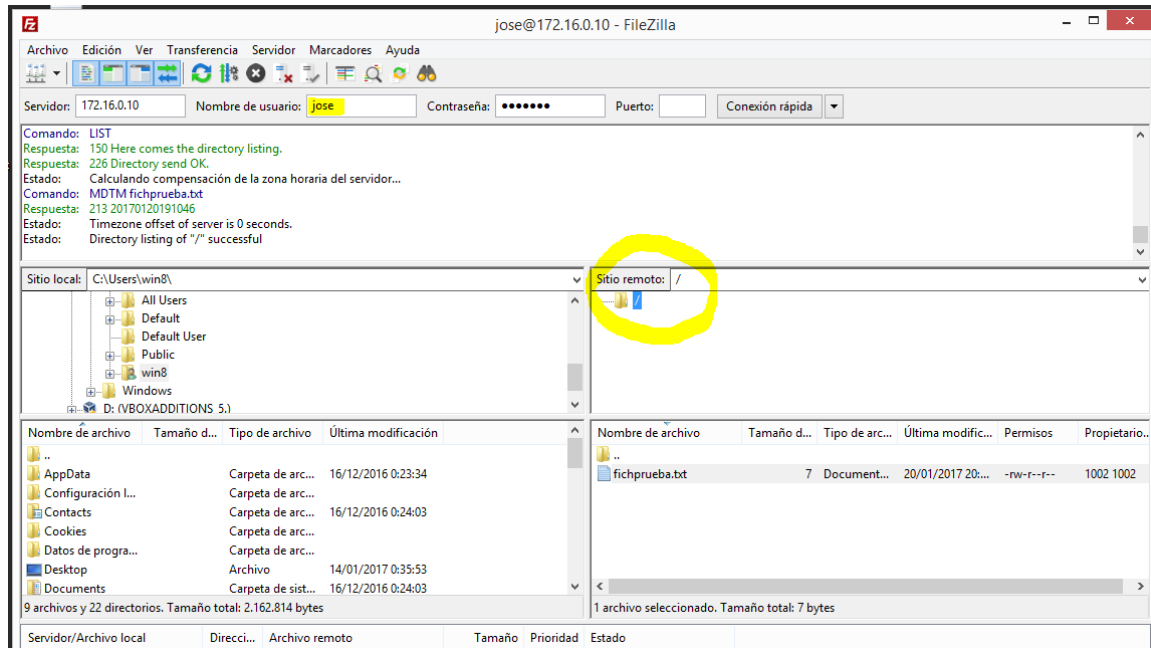 jose@172.16.0.10 - FileZilla
Archivo Edición Ver Transferencia Servidor Marcadores Ayuda
Servidor: 172.16.0.10 Nombre de usuario: jose Contraseña: ●●●●●●● Puerto: Conexión rápida
Comando: LIST
Respuesta: 150 Here comes the directory listing.
Respuesta: 226 Directory send OK.
Estado: Calculando compensación de la zona horaria del servidor...
Comando: MDTM fichprueba.txt
Respuesta: 213 20170120191046
Estado: Timezone offset of server is 0 seconds.
Estado: Directory listing of "/" successful
Sitio local: C:\Users\win8\
All Users
Default
Default User
Public
win8
Windows
D: (VBOXADDITIONS_5.)
Sitio remoto: /
/
Nombre de archivo Tamaño d... Tipo de archivo Última modificación
..
AppData Carpeta de arc... 16/12/2016 0:23:34
Configuración l... Carpeta de arc...
Contacts Carpeta de arc... 16/12/2016 0:24:03
Cookies Carpeta de arc...
Datos de progra... Carpeta de arc...
Desktop Archivo 14/01/2017 0:35:53
Documents Carpeta de sist... 16/12/2016 0:24:03
9 archivos y 22 directorios. Tamaño total: 2.162.814 bytes
Nombre de archivo Tamaño d... Tipo de arc... Última modific... Permisos Propietario...
..
fichprueba.txt 7 Document... 20/01/2017 20:... -rw-r--r-- 1002 1002
1 archivo seleccionado. Tamaño total: 7 bytes
Servidor/Archivo local Direcci... Archivo remoto Tamaño Prioridad Estado